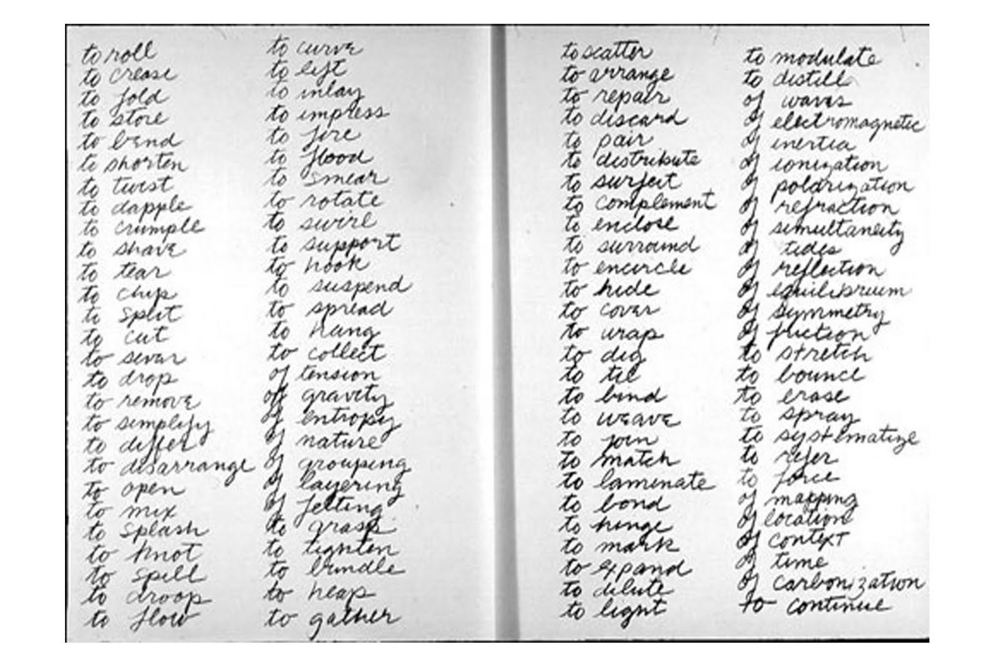 to roll
to crease
to fold
to store
to bend
to shorten
to twist
to dapple
to crumple
to shave
to tear
to chip
to split
to cut
to sever
to drop
to remove
to simplify
to differ
to disarrange
to open
to mix
to splash
to knot
to spill
to droop
to flow
to curve
to lift
to inlay
to impress
to fire
to flood
to smear
to rotate
to swirl
to support
to hook
to suspend
to spread
to hang
to collect
of tension
of gravity
of entropy
of nature
of grouping
of layering
of felting
to grasp
to tighten
to bundle
to heap
to gather
to scatter
to arrange
to repair
to discard
to pair
to distribute
to surfeit
to complement
to enclose
to surround
to encircle
to hide
to cover
to wrap
to dig
to tie
to bind
to weave
to join
to match
to laminate
to bond
to hinge
to mark
to expand
to dilute
to light
to modulate
to distill
of waves
of electromagnetic
of inertia
of ionization
of polarization
of refraction
of simultaneity
of tides
of reflection
of equilibrium
of symmetry
of friction
to stretch
to bounce
to erase
to spray
to systematize
to refer
to force
of mapping
of location
of context
of time
of carbonization
to continue